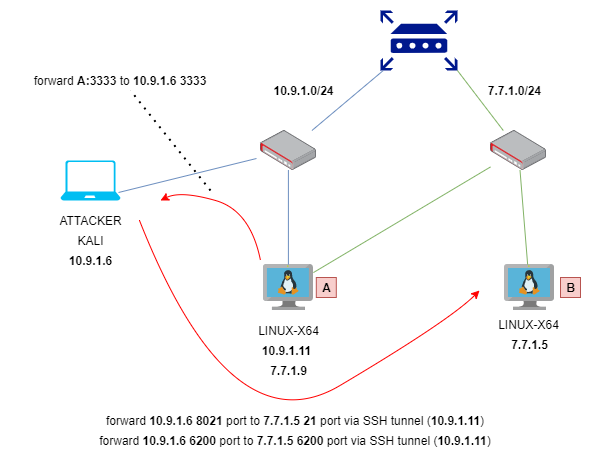 forward A:3333 to 10.9.1.6 3333
10.9.1.0/24
7.7.1.0/24
ATTACKER
KALI
10.9.1.6
A
LINUX-X64
10.9.1.11
7.7.1.9
B
LINUX-X64
7.7.1.5
forward 10.9.1.6 8021 port to 7.7.1.5 21 port via SSH tunnel (10.9.1.11)
forward 10.9.1.6 6200 port to 7.7.1.5 6200 port via SSH tunnel (10.9.1.11)